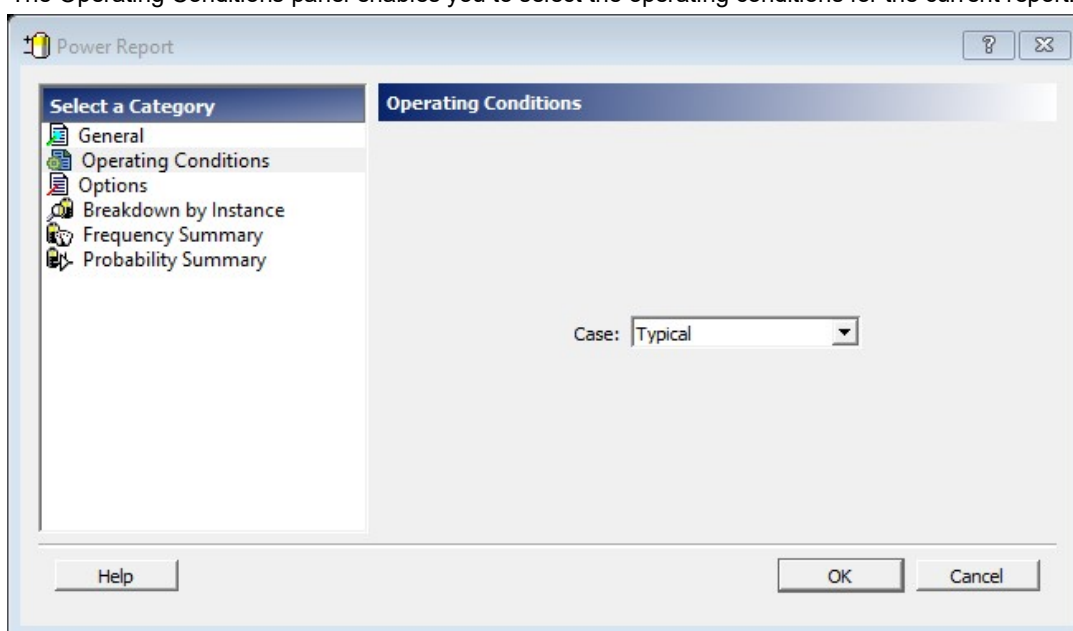 The Operating Conditions panel enables you to select the operating conditions for the current report.
Power Report
Select a Category
General
Operating Conditions
Options
Breakdown by Instance
Frequency Summary
Probability Summary
Operating Conditions
Case: Typical
Help
OK
Cancel